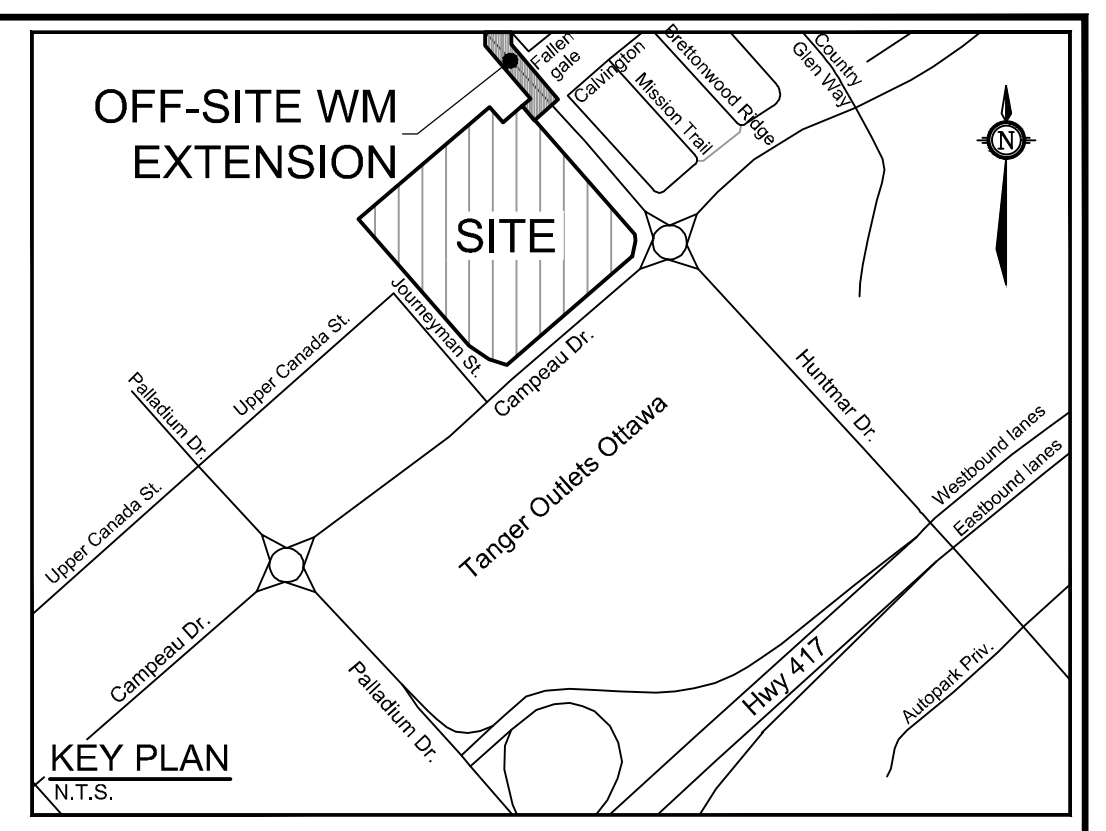 OFF-SITE WM
EXTENSION
Fallen
gale
Calvington
Mission Trail
Brettonwood Ridge
Country
Glen Way
N
SITE
Journeyman St.
Upper Canada St.
Campeau Dr.
Palladium Dr.
Huntmar Dr.
Tanger Outlets Ottawa
Westbound lanes
Eastbound lanes
Upper Canada St.
Campeau Dr.
Palladium Dr.
Hwy 417
Autopark Priv.
KEY PLAN
N.T.S.